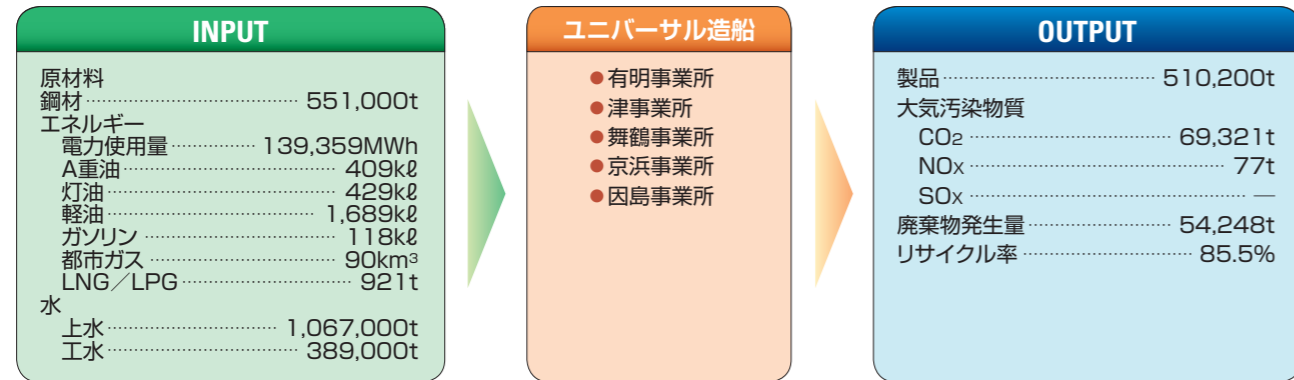 INPUT
原材料
鋼材 551,000t
エネルギー
電力使用量 139,359MWh
A重油 409kℓ
灯油 429kℓ
軽油 1,689kℓ
ガソリン 118kℓ
都市ガス 90km³
LNG／LPG 921t
水
上水 1,067,000t
工水 389,000t
ユニバーサル造船
●有明事業所
●津事業所
●舞鶴事業所
●京浜事業所
●因島事業所
OUTPUT
製品 510,200t
大気汚染物質
CO₂ 69,321t
NOx 77t
SOx —
廃棄物発生量 54,248t
リサイクル率 85.5%